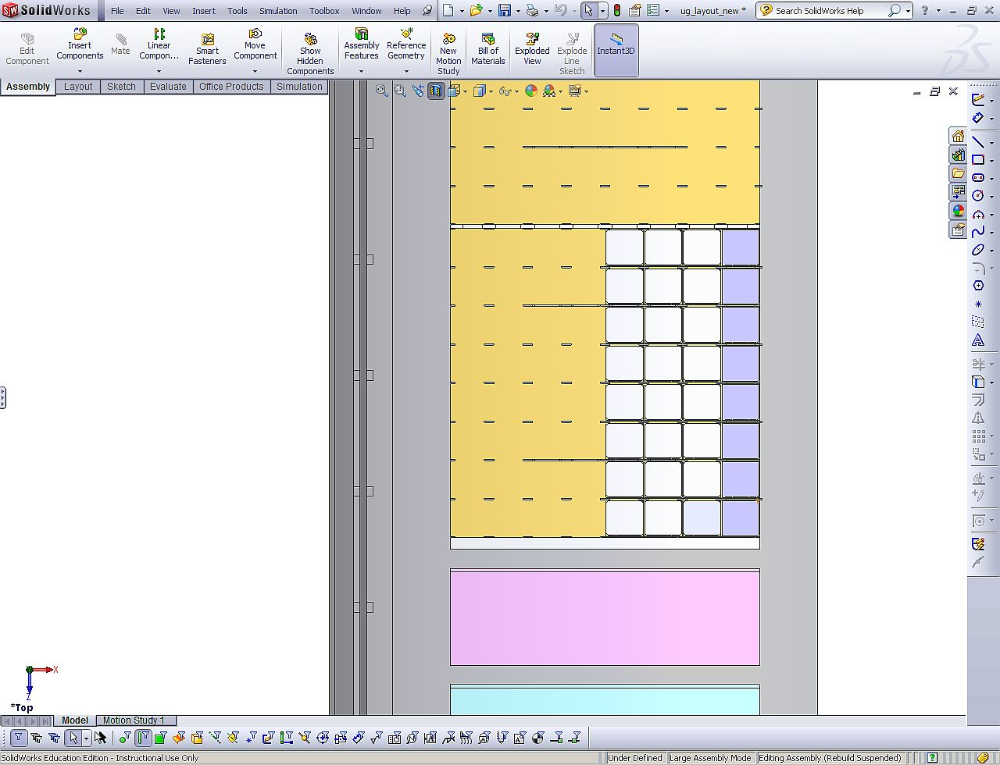 SolidWorks File Edit View Insert Tools Simulation Toolbox Window Help ug_layout_new * Search SolidWorks Help
Edit Component
Insert Components
Mate
Linear Compon...
Smart Fasteners
Move Component
Show Hidden Components
Assembly Features
Reference Geometry
New Motion Study
Bill of Materials
Exploded View
Explode Line Sketch
Instant3D
Assembly Layout Sketch Evaluate Office Products Simulation
X
Z
*Top
Model Motion Study 1
SolidWorks Education Edition - Instructional Use Only Under Defined Large Assembly Mode Editing Assembly (Rebuild Suspended)